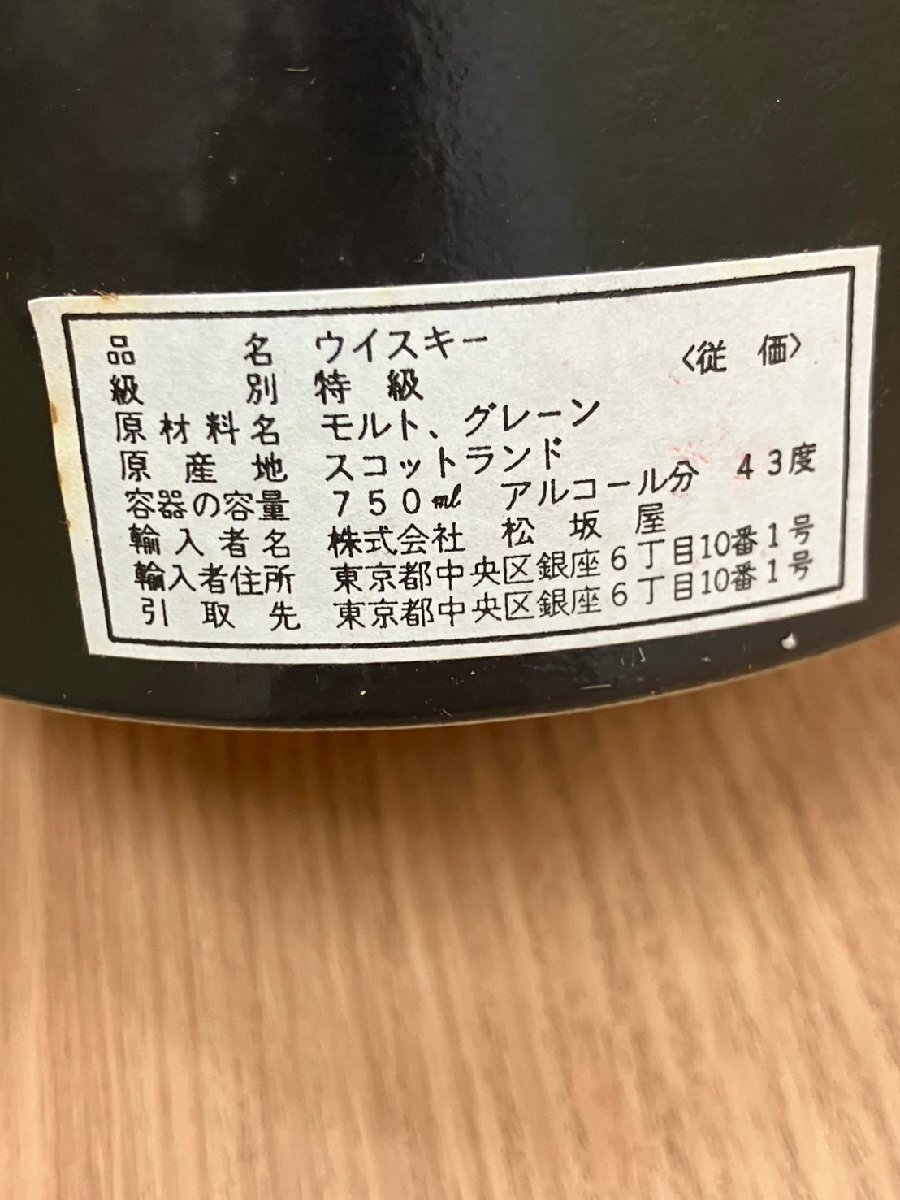 品名 ウイスキー 〈従価〉
級別 特級
原材料名 モルト、グレーン
原産地 スコットランド
容器の容量 750ml アルコール分 43度
輸入者名 株式会社 松坂屋
輸入者住所 東京都中央区銀座6丁目10番1号
引取先 東京都中央区銀座6丁目10番1号